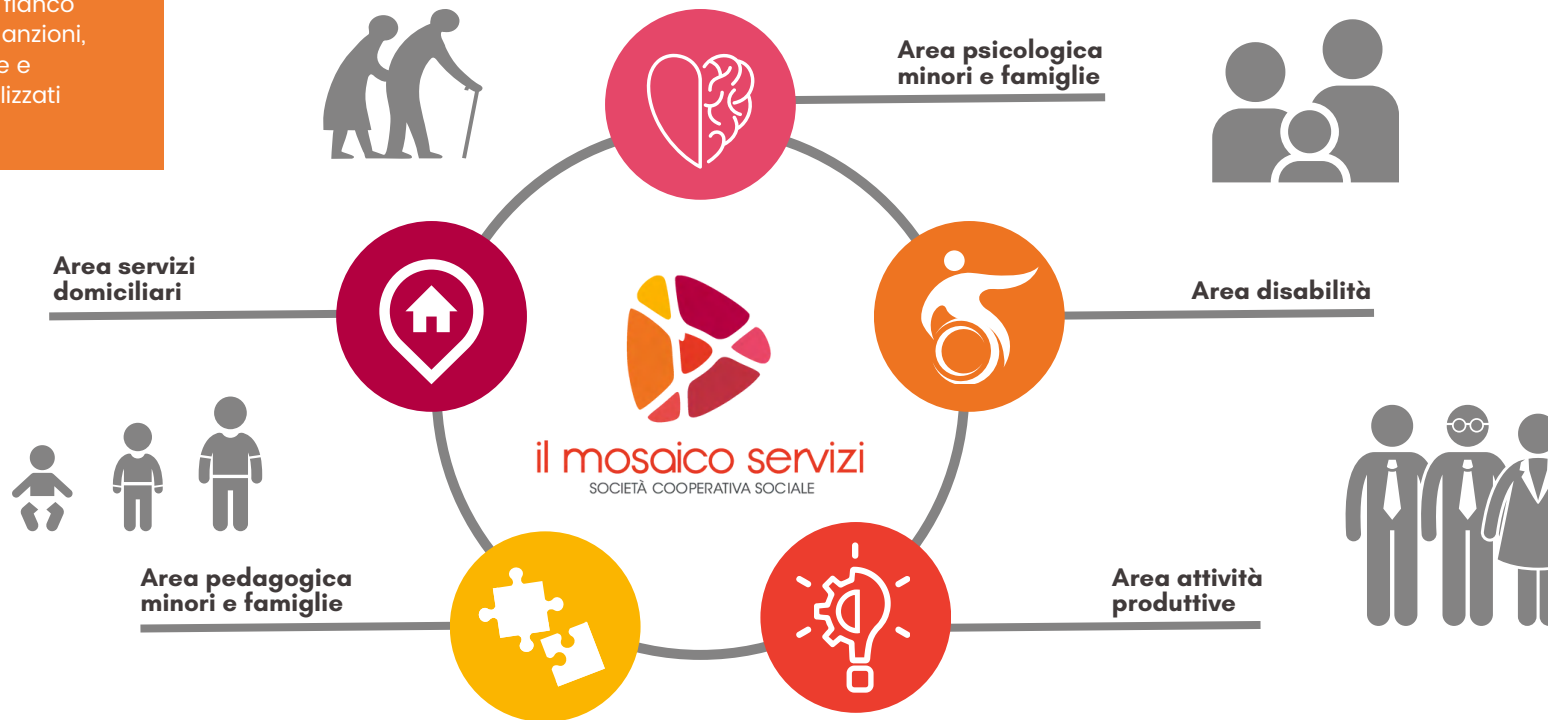 fianco
anzioni,
e e
lizzati
Area psicologica
minori e famiglie
Area servizi
domiciliari
Area disabilità
il mosaico servizi
SOCIETÀ COOPERATIVA SOCIALE
Area pedagogica
minori e famiglie
Area attività
produttive